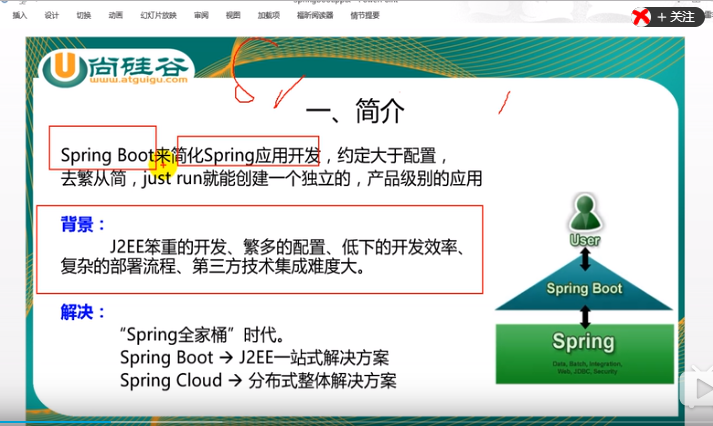 插入 设计 切换 动画 幻灯片放映 审阅 视图 加载项 福昕阅读器 情节提要
+ 关注
尚硅谷
www.atguigu.com
一、简介
Spring Boot来简化Spring应用开发，约定大于配置，
去繁从简，just run就能创建一个独立的，产品级别的应用
背景：
J2EE笨重的开发、繁多的配置、低下的开发效率、
复杂的部署流程、第三方技术集成难度大。
解决：
“Spring全家桶”时代。
Spring Boot → J2EE一站式解决方案
Spring Cloud → 分布式整体解决方案
User
Spring Boot
Spring
Data, Batch, Integration,
Web, JDBC, Security